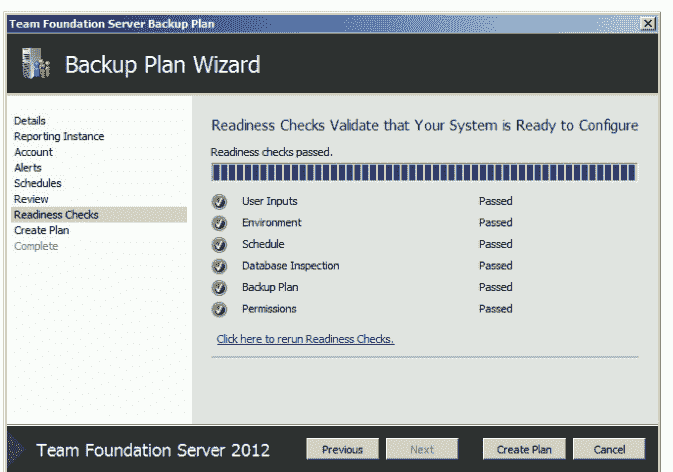 Team Foundation Server Backup Plan
Backup Plan Wizard
Details
Reporting Instance
Account
Alerts
Schedules
Review
Readiness Checks
Create Plan
Complete
Readiness Checks Validate that Your System is Ready to Configure
Readiness checks passed.
User Inputs Passed
Environment Passed
Schedule Passed
Database Inspection Passed
Backup Plan Passed
Permissions Passed
Click here to rerun Readiness Checks.
Team Foundation Server 2012 Previous Next Create Plan Cancel